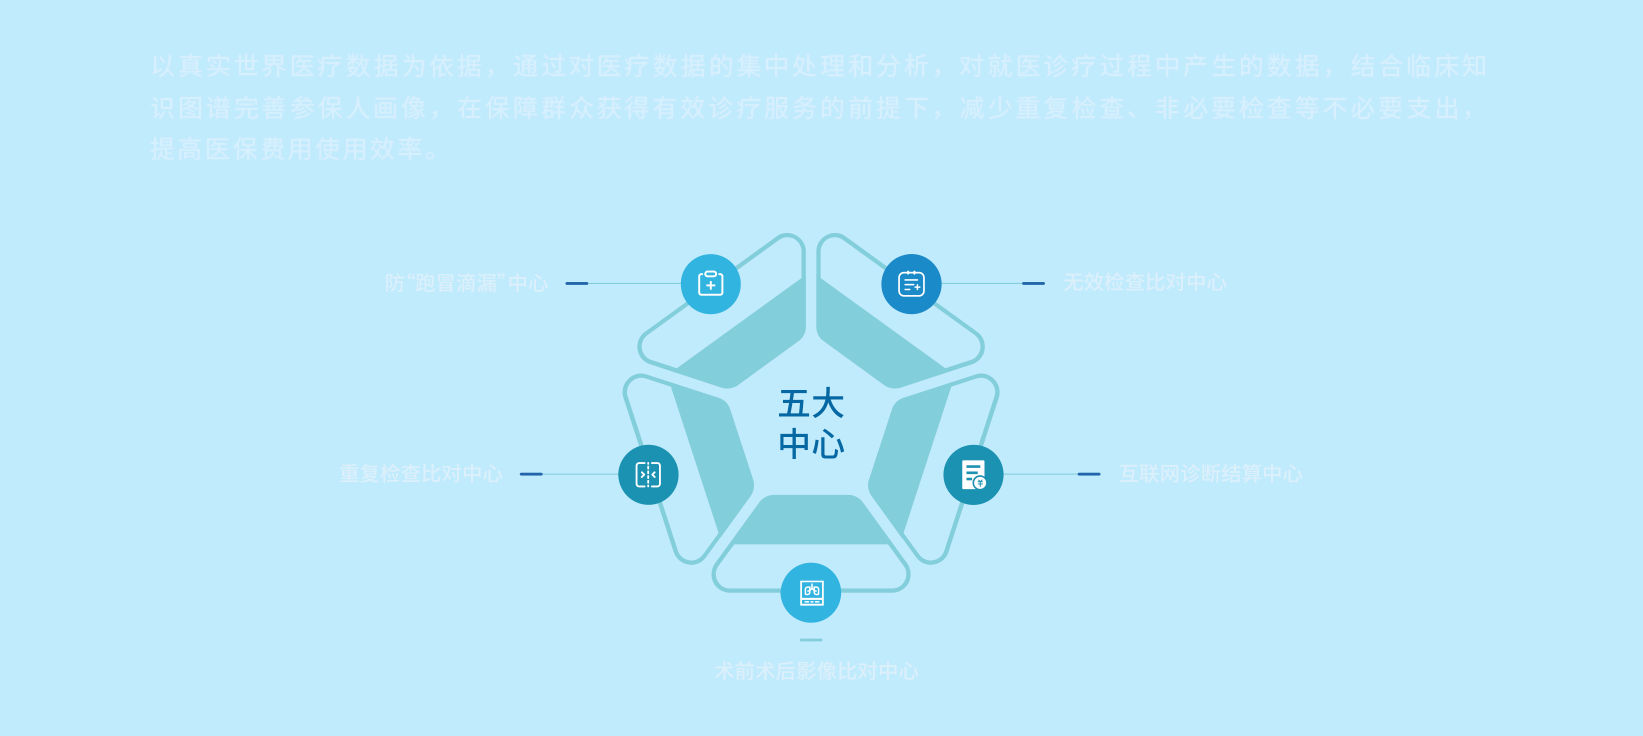 以真实世界医疗数据为依据，通过对医疗数据的集中处理和分析，对就医诊疗过程中产生的数据，结合临床知
识图谱完善参保人画像，在保障群众获得有效诊疗服务的前提下，减少重复检查、非必要检查等不必要支出，
提高医保费用使用效率。
防“跑冒滴漏”中心
无效检查比对中心
五大
中心
重复检查比对中心
互联网诊断结算中心
术前术后影像比对中心